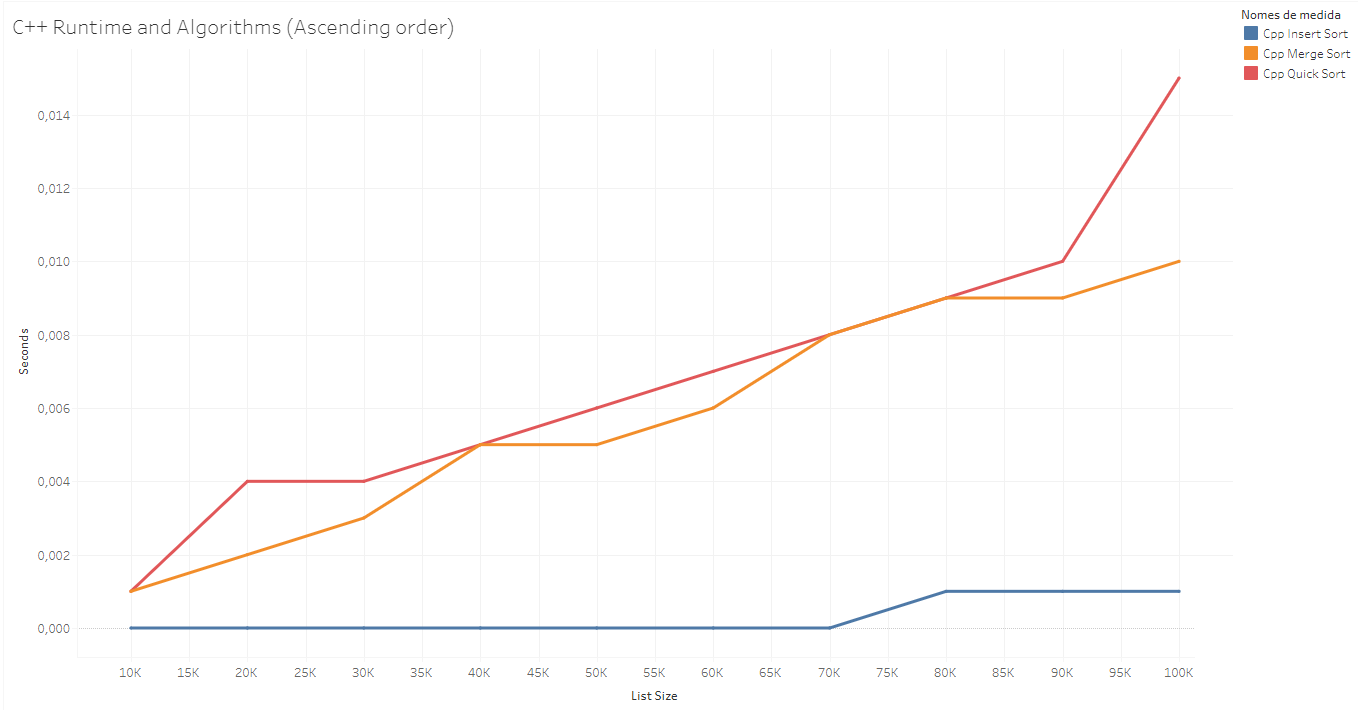 C++ Runtime and Algorithms (Ascending order)
Nomes de medida
Cpp Insert Sort
Cpp Merge Sort
Cpp Quick Sort
0,014
0,012
0,010
0,008
0,006
0,004
0,002
0,000
Seconds
10K 15K 20K 25K 30K 35K 40K 45K 50K 55K 60K 65K 70K 75K 80K 85K 90K 95K 100K
List Size